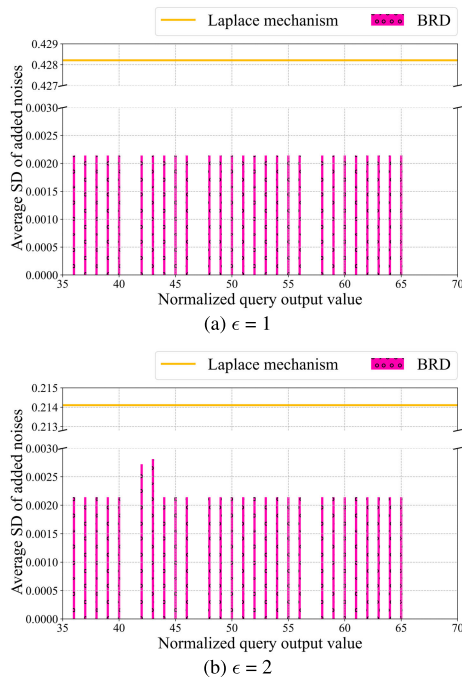 Laplace mechanism BRD
0.429
0.428
0.427
0.0030
0.0025
0.0020
0.0015
0.0010
0.0005
0.0000
Average SD of added noises
35 40 45 50 55 60 65 70
Normalized query output value
(a) ϵ = 1
Laplace mechanism BRD
0.215
0.214
0.213
0.0030
0.0025
0.0020
0.0015
0.0010
0.0005
0.0000
Average SD of added noises
35 40 45 50 55 60 65 70
Normalized query output value
(b) ϵ = 2